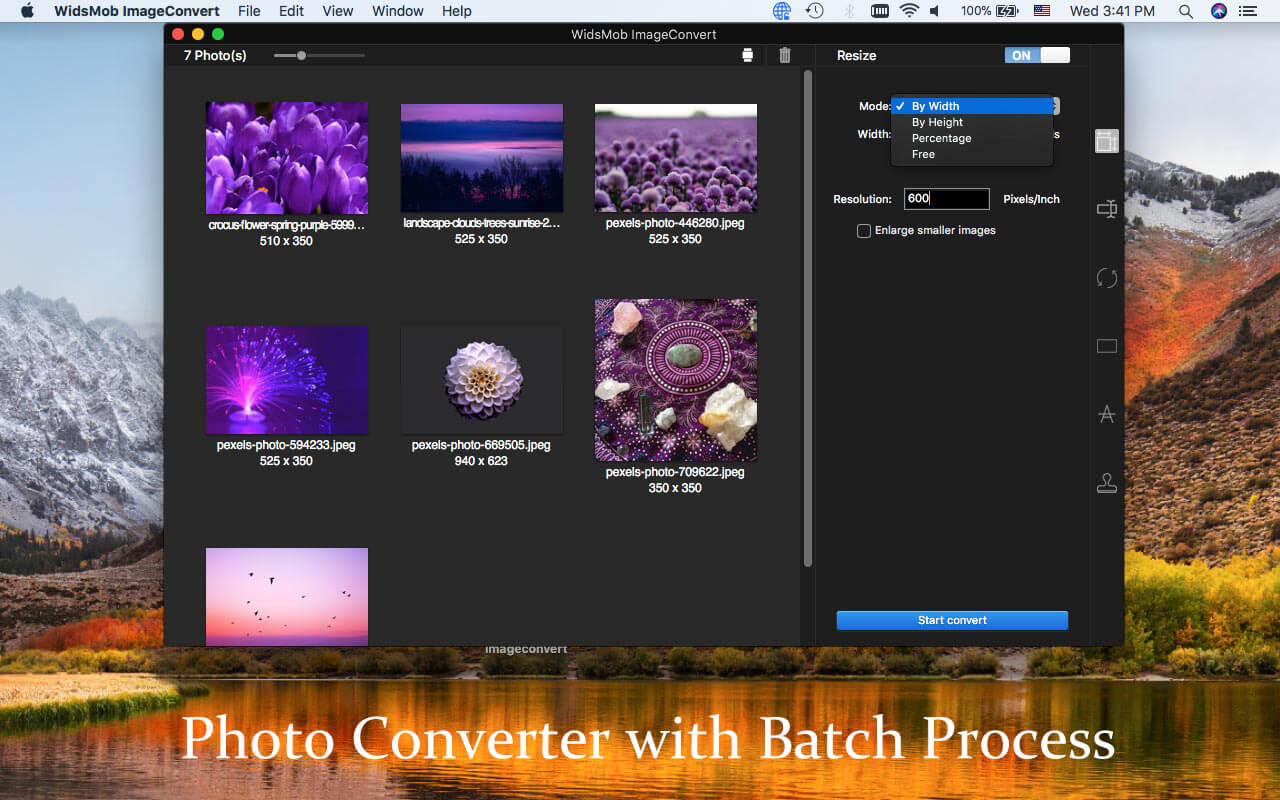 WidsMob ImageConvert File Edit View Window Help 100% Wed 3:41 PM
WidsMob ImageConvert
7 Photo(s)
Resize
ON
Mode:
✓ By Width
By Height
Percentage
Free
Width:
s
Resolution: 600 Pixels/Inch
Enlarge smaller images
crocus-flower-spring-purple-5999...
510 x 350
landscape-clouds-trees-sunrise-2...
525 x 350
pexels-photo-446280.jpeg
525 x 350
pexels-photo-594233.jpeg
525 x 350
pexels-photo-669505.jpeg
940 x 623
pexels-photo-709622.jpeg
350 x 350
Start convert
imageconvert
Photo Converter with Batch Process